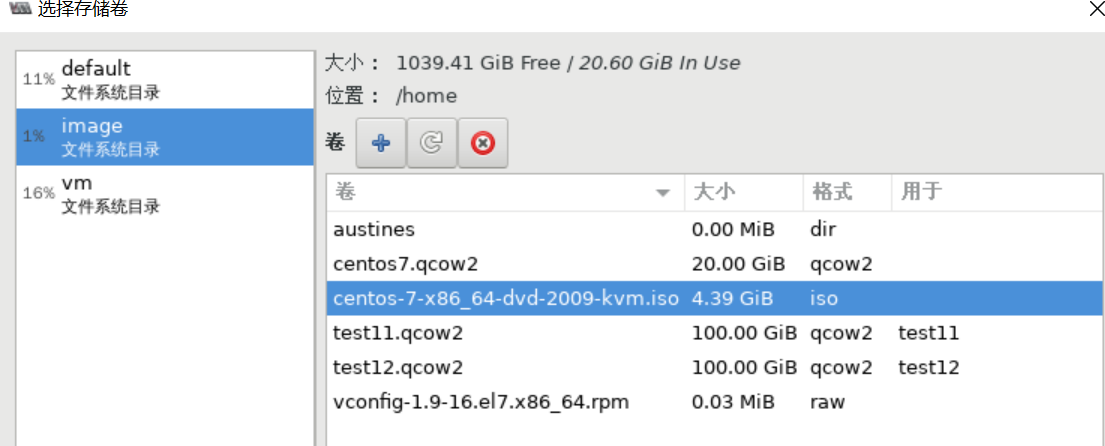 选择存储卷
11% default
文件系统目录
1% image
文件系统目录
16% vm
文件系统目录
大小： 1039.41 GiB Free / 20.60 GiB In Use
位置： /home
卷
卷 大小 格式 用于
austines 0.00 MiB dir
centos7.qcow2 20.00 GiB qcow2
centos-7-x86_64-dvd-2009-kvm.iso 4.39 GiB iso
test11.qcow2 100.00 GiB qcow2 test11
test12.qcow2 100.00 GiB qcow2 test12
vconfig-1.9-16.el7.x86_64.rpm 0.03 MiB raw